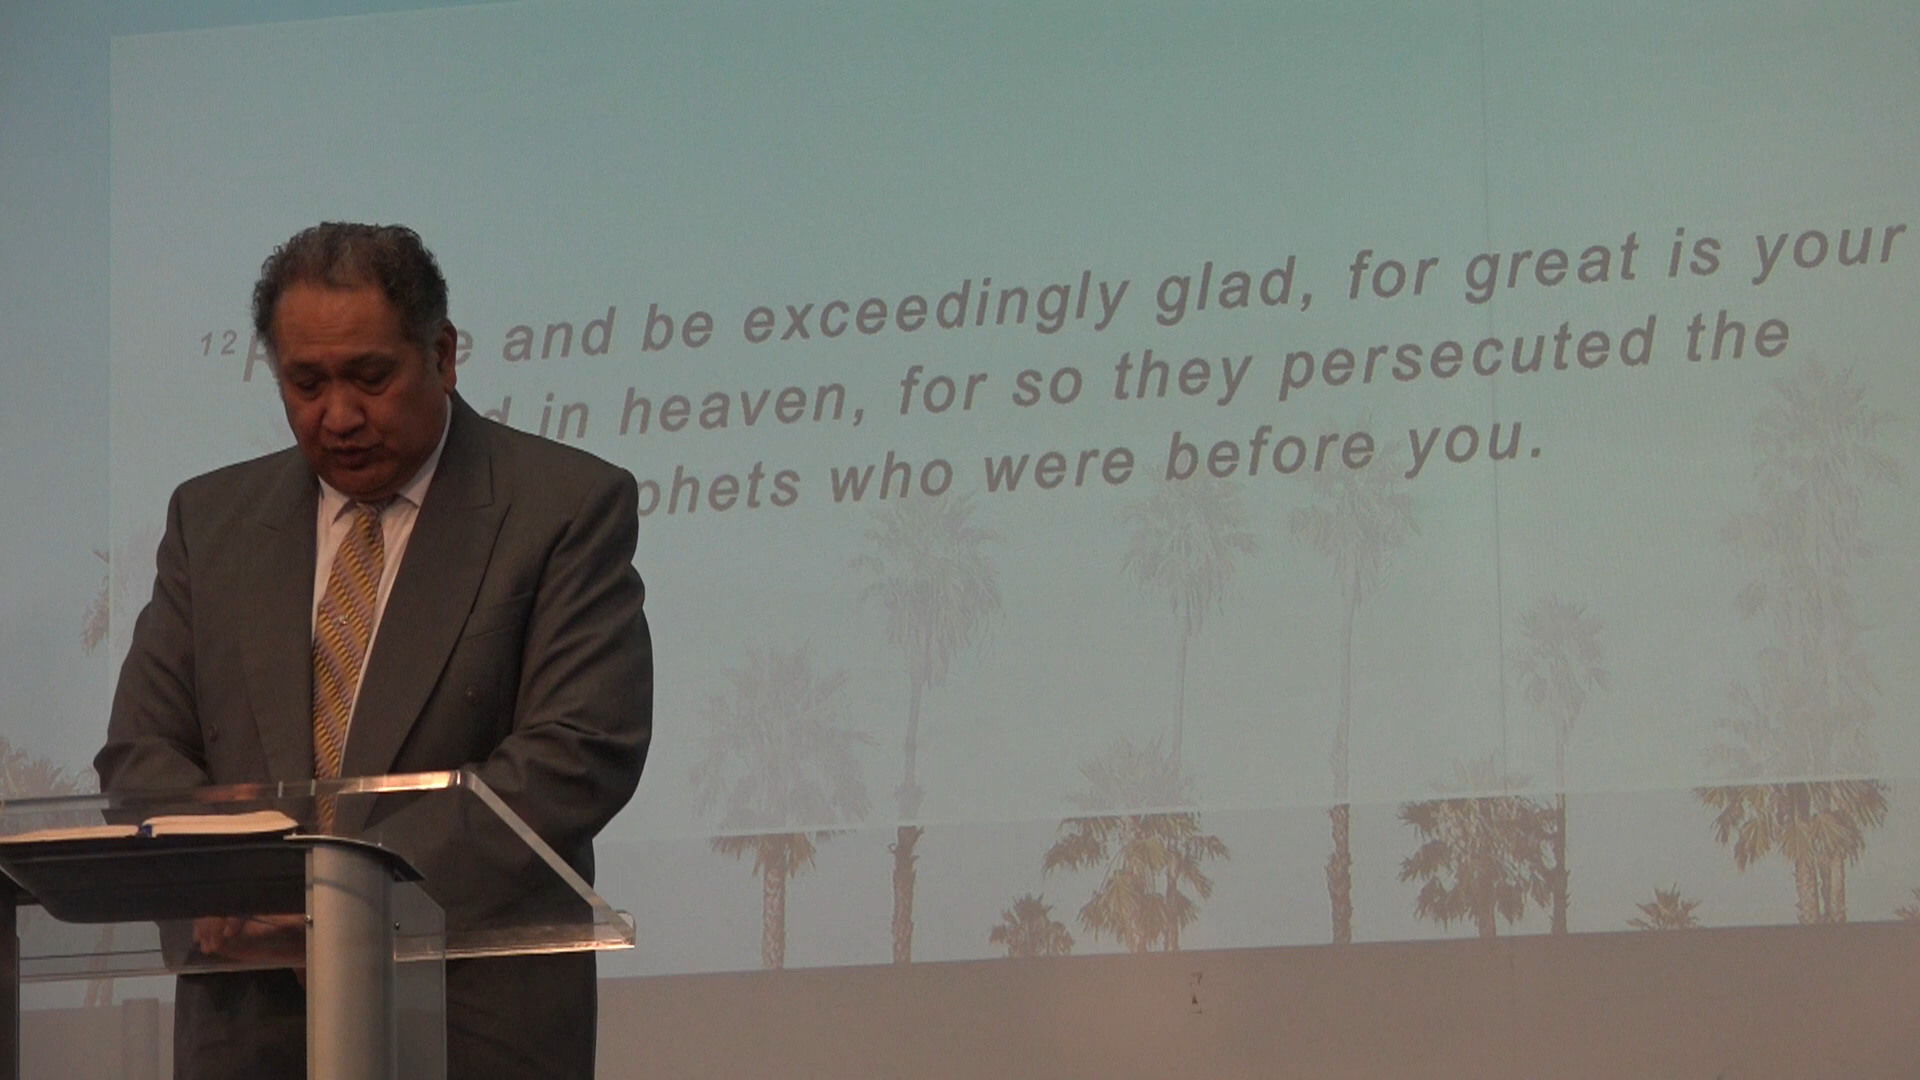 12 and be exceedingly glad, for great is your
in heaven, for so they persecuted the
who were before you.